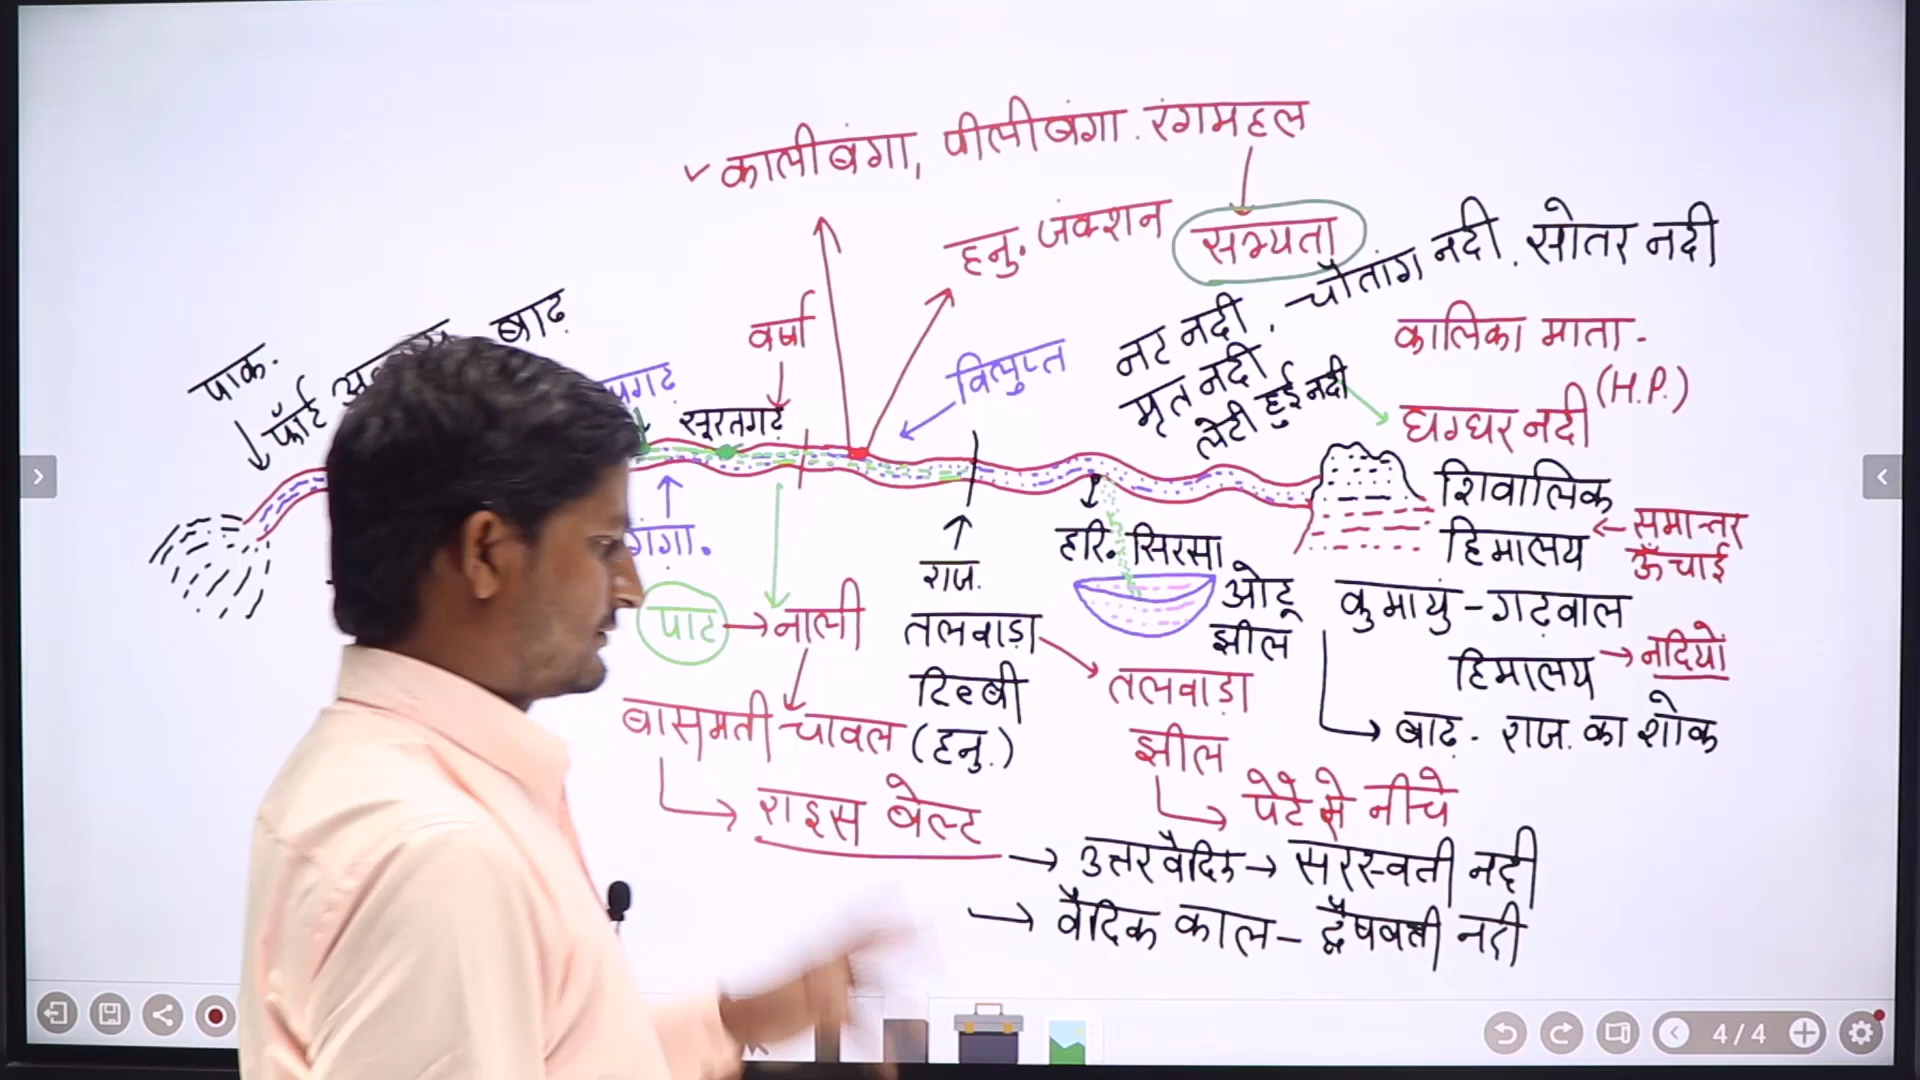 ✓ कालीबंगा, पीलीबंगा. रंगमहल
हनु. जंक्शन
सभ्यता
नट नदी, चौतांग नदी, सोतर नदी
मृत नदी
लेटी हुई नदी
कालिका माता -
(H.P.)
घग्घर नदी
वर्षा
विलुप्त
पाक.
फोर्ट
बाढ़
सूरतगढ़
शिवालिक
हिमालय ← समान्तर
ऊँचाई
कुमायु - गढ़वाल
हिमालय → नदियों
→ बाढ़ - राज. का शोक
गंगा.
राज.
हरि. सिरसा
ओटू
झील
पाट → नाली
तलवाड़ा
तलवाड़ा
झील
→ पेटे से नीचे
बासमती चावल (हनु.)
→ राइस बेल्ट
→ उत्तरवैदिक → सरस्वती नदी
→ वैदिक काल - द्वैषवती नदी
4/4